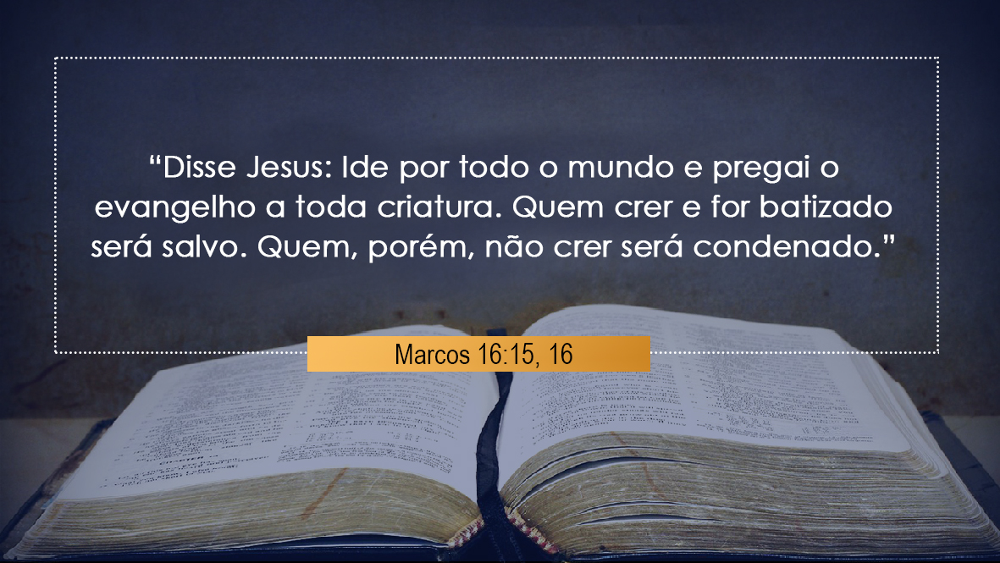 “Disse Jesus: Ide por todo o mundo e pregai o
evangelho a toda criatura. Quem crer e for batizado
será salvo. Quem, porém, não crer será condenado.”
Marcos 16:15, 16